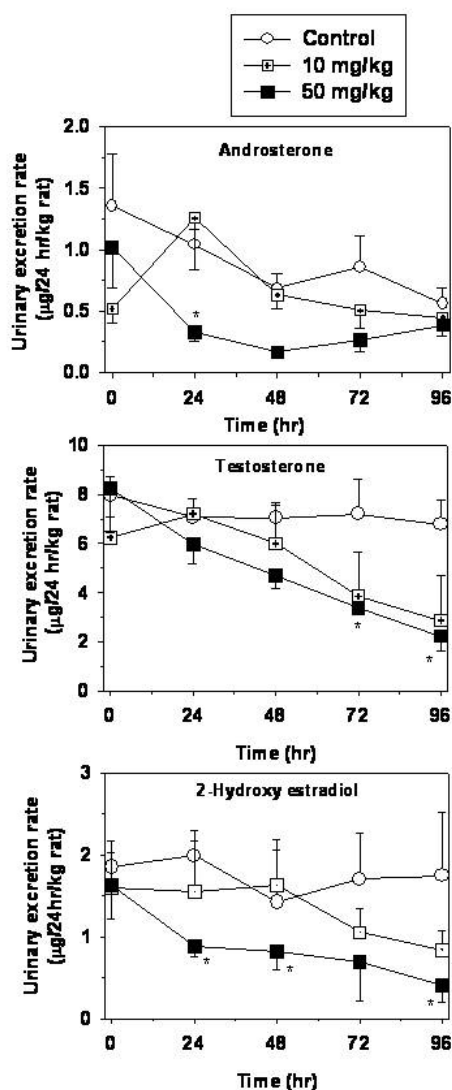 Control
10 mg/kg
50 mg/kg
Androsterone
Urinary excretion rate
(µg/24 hr/kg rat)
2.0
1.5
1.0
0.5
0.0
*
0 24 48 72 96
Time (hr)
Testosterone
Urinary excretion rate
(µg/24 hr/kg rat)
10
8
6
4
2
0
*
*
0 24 48 72 96
Time (hr)
2-Hydroxy estradiol
Urinary excretion rate
(µg/24hr/kg rat)
3
2
1
0
*
*
*
0 24 48 72 96
Time (hr)